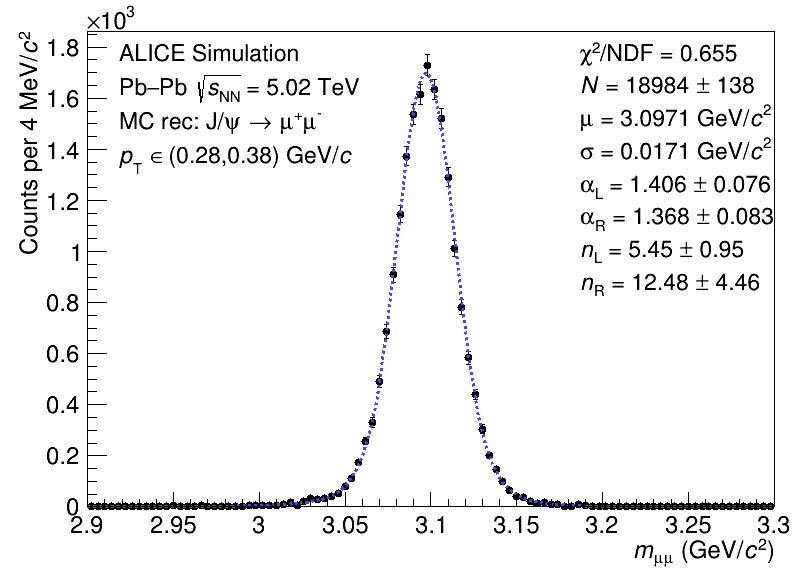 ×10³
Counts per 4 MeV/c²
ALICE Simulation
Pb–Pb √s_NN = 5.02 TeV
MC rec: J/ψ → μ⁺μ⁻
p_T ∈ (0.28,0.38) GeV/c
χ²/NDF = 0.655
N = 18984 ± 138
μ = 3.0971 GeV/c²
σ = 0.0171 GeV/c²
α_L = 1.406 ± 0.076
α_R = 1.368 ± 0.083
n_L = 5.45 ± 0.95
n_R = 12.48 ± 4.46
1.8
1.6
1.4
1.2
1
0.8
0.6
0.4
0.2
0
2.9 2.95 3 3.05 3.1 3.15 3.2 3.25 3.3
m_μμ (GeV/c²)